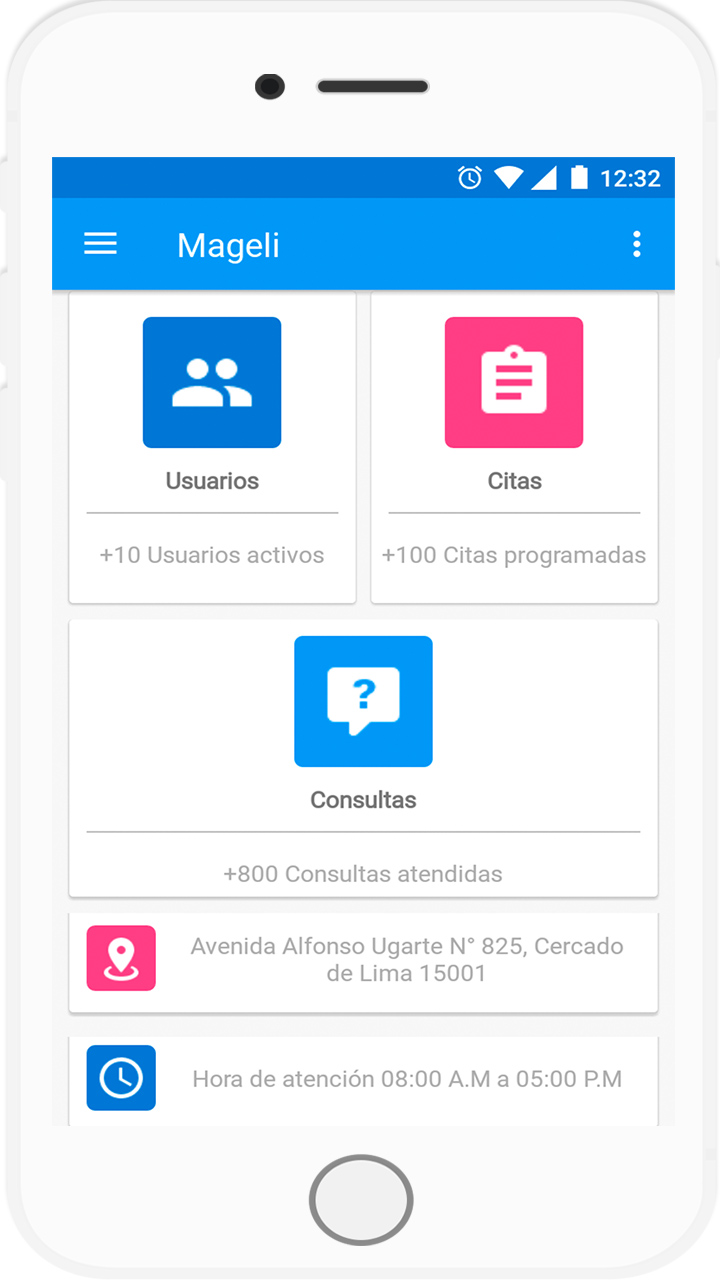 12:32
Mageli
Usuarios
+10 Usuarios activos
Citas
+100 Citas programadas
?
Consultas
+800 Consultas atendidas
Avenida Alfonso Ugarte N° 825, Cercado
de Lima 15001
Hora de atención 08:00 A.M a 05:00 P.M